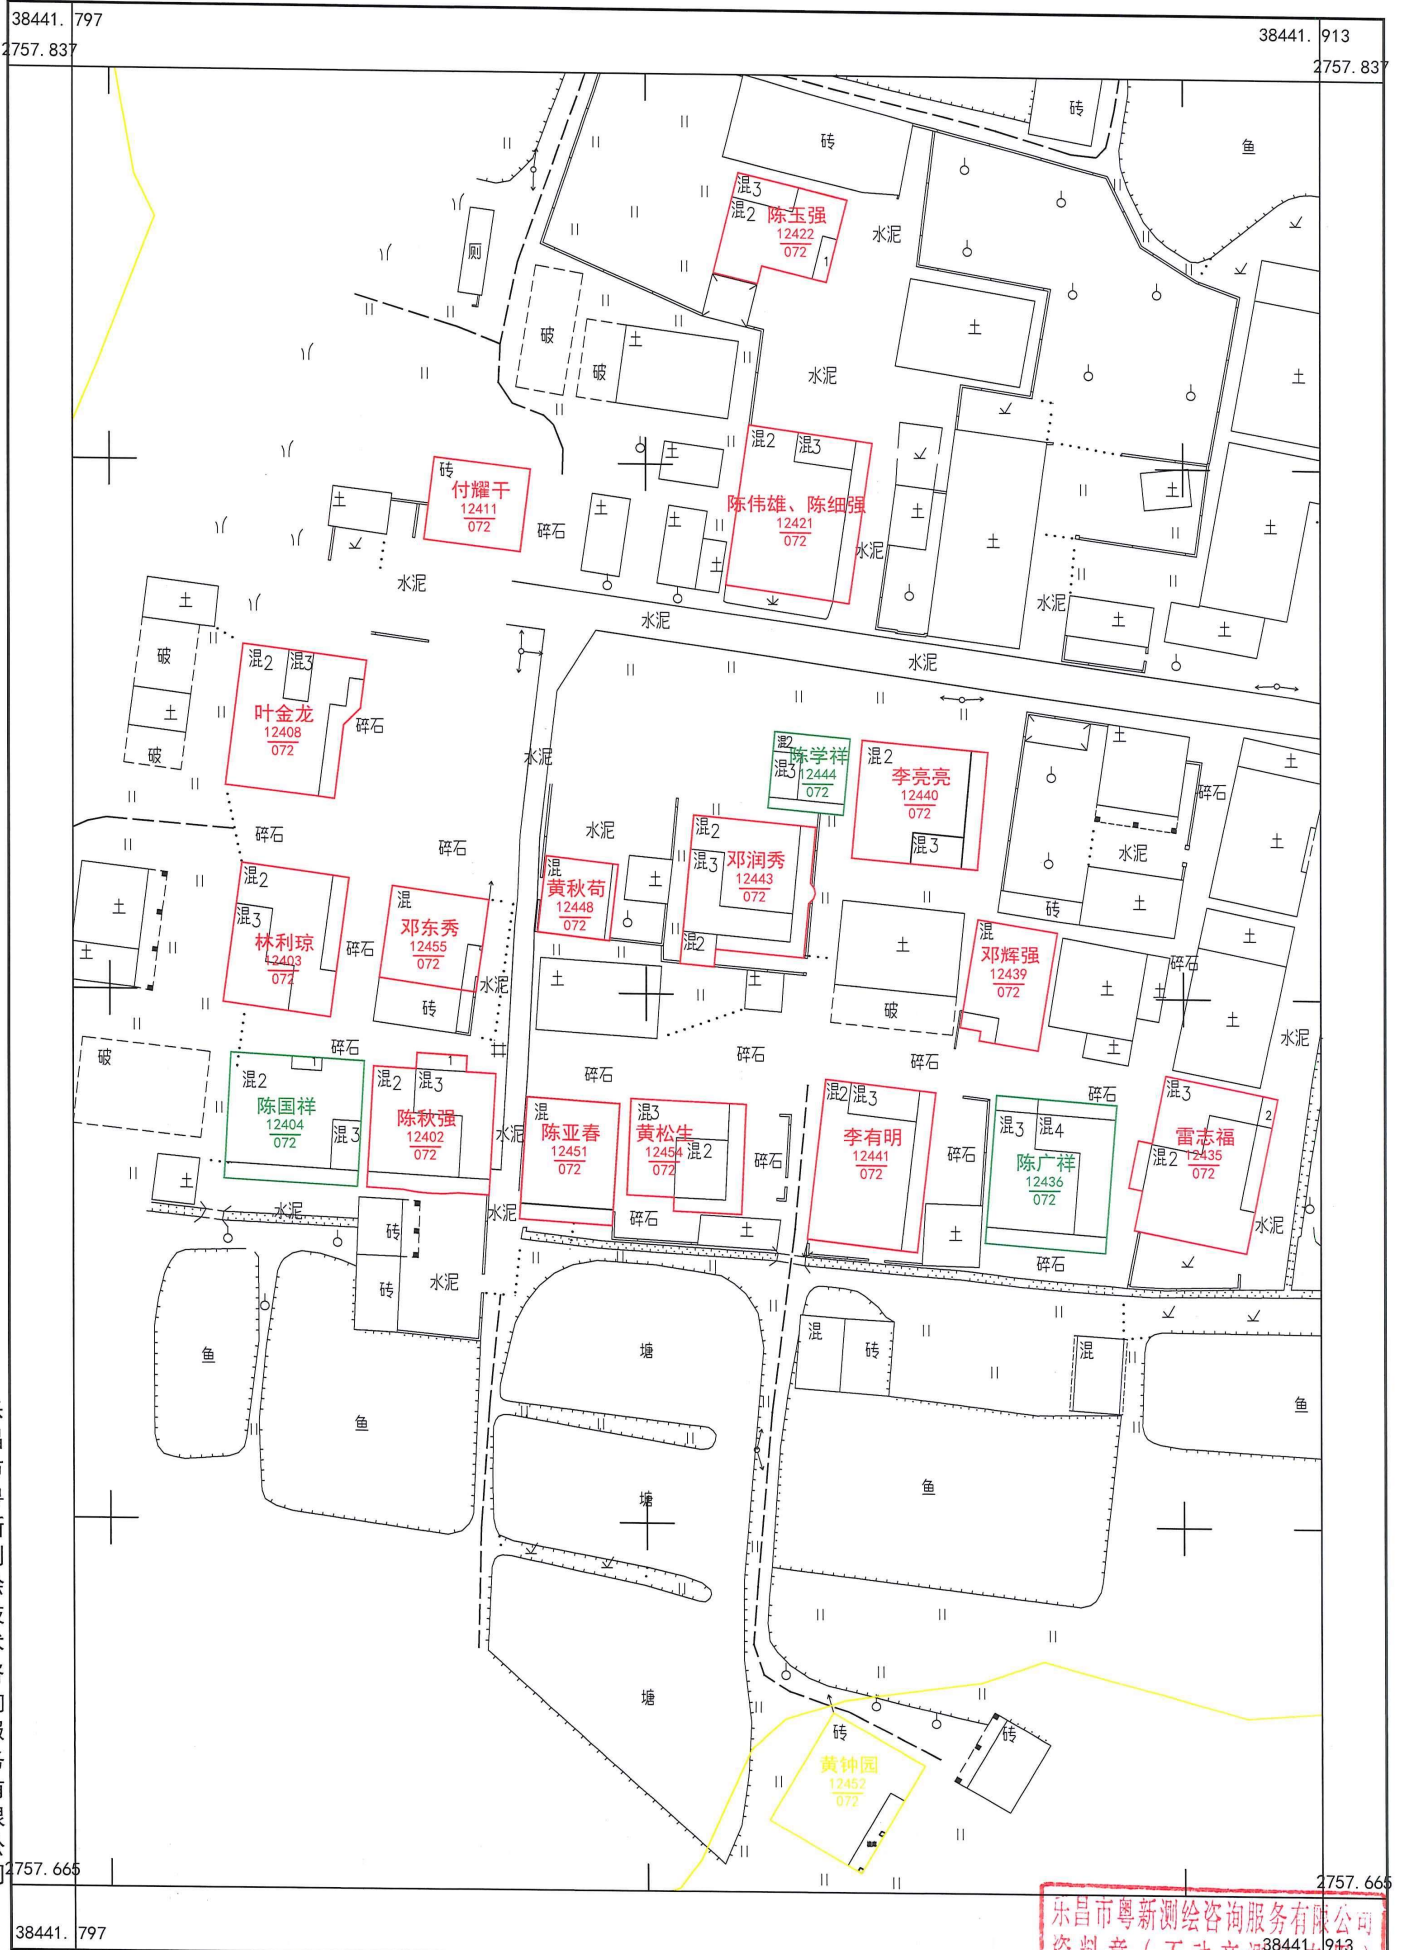 38441. 797
38441. 913
2757. 837
2757. 837
砖
砖
鱼
混3
混2
陈玉强
12422
072
1
水泥
厕
破
破
土
土
水泥
土
混2
混3
陈伟雄、陈细强
12421
072
水泥
土
砖
付耀干
12411
072
土
碎石
土
土
土
土
土
土
土
水泥
水泥
水泥
水泥
土
土
土
破
土
破
混2
混3
叶金龙
12408
072
碎石
水泥
混2
混3
陈学祥
12444
072
混2
李亮亮
12440
072
混3
土
碎石
土
水泥
土
砖
土
碎石
碎石
水泥
混2
混3
邓润秀
12443
072
混2
混
黄秋苟
12448
072
土
混2
混3
林利琼
12403
072
碎石
混
邓东秀
12455
072
砖
水泥
土
土
土
土
土
破
混
邓辉强
12439
072
土
土
土
碎石
土
土
水泥
破
碎石
碎石
碎石
碎石
碎石
混2
1
陈国祥
12404
072
混3
混2
混3
1
陈秋强
12402
072
水泥
混
陈亚春
12451
072
混3
黄松生
12454
072
混2
碎石
混2
混3
李有明
12441
072
碎石
混3
混4
陈广祥
12436
072
混3
2
雷志福
12435
072
混2
土
水泥
水泥
碎石
土
土
碎石
水泥
砖
砖
水泥
鱼
鱼
塘
混
砖
混
鱼
塘
鱼
塘
砖
黄钟园
12452
072
砖
2757. 665
2757. 665
38441. 797
38441. 913
乐昌市粤新测绘咨询服务有限公司